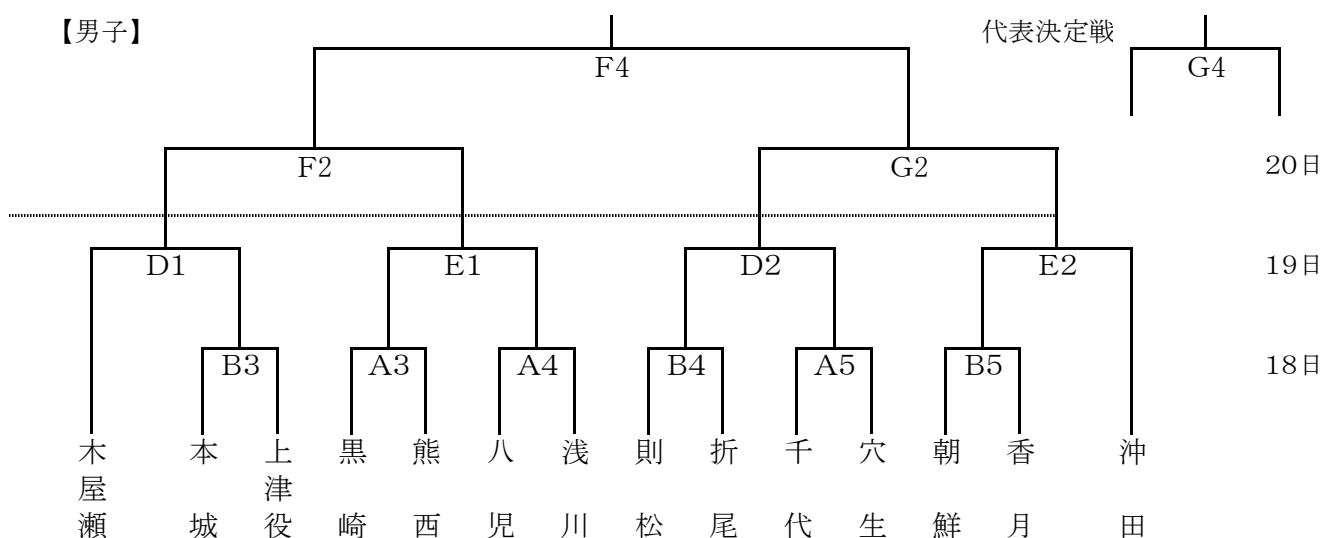 【男子】
代表決定戦
F4
G4
F2
G2
20日
D1
E1
D2
E2
19日
B3
A3
A4
B4
A5
B5
18日
木屋瀬
本城
上津役
黒崎
熊西
八児
浅川
則松
折尾
千代
穴生
朝鮮
香月
沖田